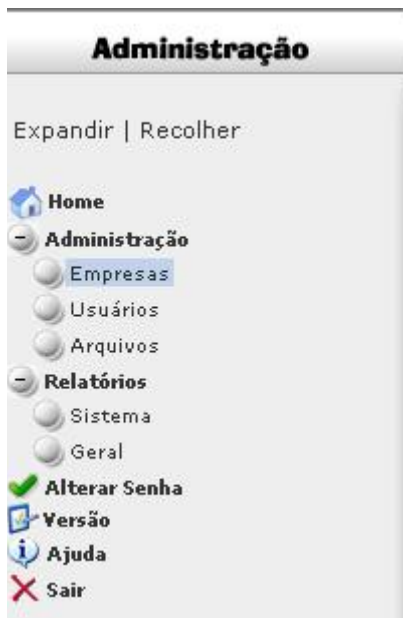 Administração
Expandir | Recolher
Home
Administração
Empresas
Usuários
Arquivos
Relatórios
Sistema
Geral
Alterar Senha
Versão
Ajuda
Sair